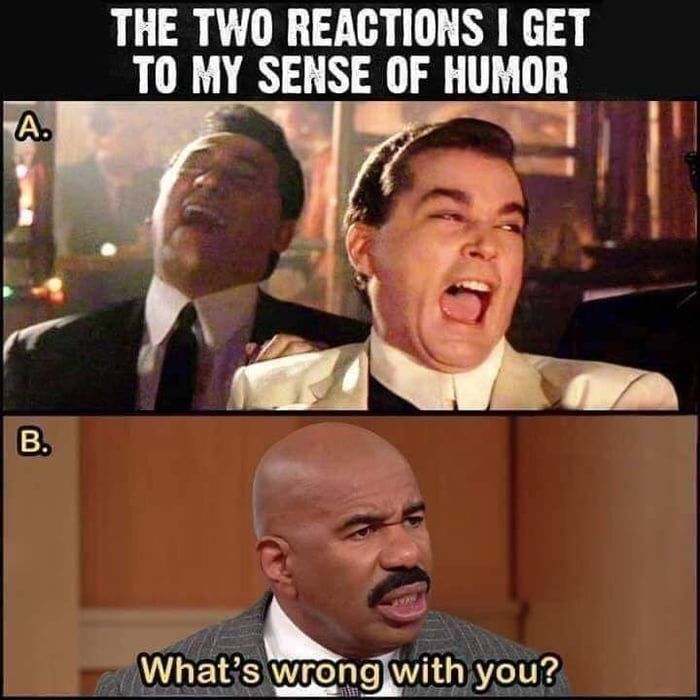 THE TWO REACTIONS I GET
TO MY SENSE OF HUMOR
A.
B.
What's wrong with you?